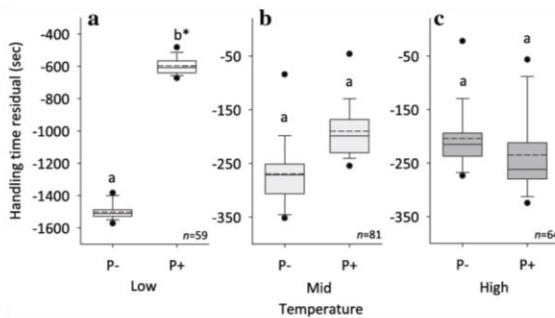 a
b
c
Handling time residual (sec)
-400
-600
-800
-1000
-1200
-1400
-1600
a
b*
n=59
P-
P+
Low
-50
-150
-250
-350
a
a
n=81
P-
P+
Mid
-50
-150
-250
-350
a
a
n=64
P-
P+
High
Temperature